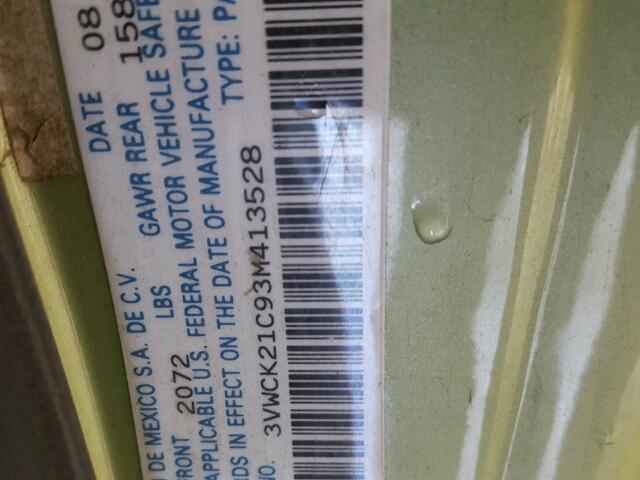 DE MEXICO S.A. DE C.V. DATE 08
FRONT 2072 LBS GAWR REAR 158
APPLICABLE U.S. FEDERAL MOTOR VEHICLE SAFE
DS IN EFFECT ON THE DATE OF MANUFACTURE
NO. 3VWCK21C93M413528 TYPE: PA